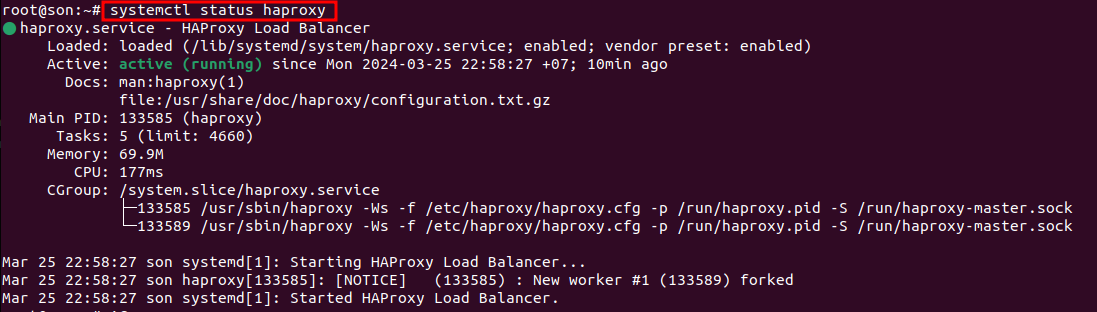 root@son:~# systemctl status haproxy
haproxy.service - HAProxy Load Balancer
Loaded: loaded (/lib/systemd/system/haproxy.service; enabled; vendor preset: enabled)
Active: active (running) since Mon 2024-03-25 22:58:27 +07; 10min ago
Docs: man:haproxy(1)
file:/usr/share/doc/haproxy/configuration.txt.gz
Main PID: 133585 (haproxy)
Tasks: 5 (limit: 4660)
Memory: 69.9M
CPU: 177ms
CGroup: /system.slice/haproxy.service
├─133585 /usr/sbin/haproxy -Ws -f /etc/haproxy/haproxy.cfg -p /run/haproxy.pid -S /run/haproxy-master.sock
└─133589 /usr/sbin/haproxy -Ws -f /etc/haproxy/haproxy.cfg -p /run/haproxy.pid -S /run/haproxy-master.sock
Mar 25 22:58:27 son systemd[1]: Starting HAProxy Load Balancer...
Mar 25 22:58:27 son haproxy[133585]: [NOTICE] (133585) : New worker #1 (133589) forked
Mar 25 22:58:27 son systemd[1]: Started HAProxy Load Balancer.